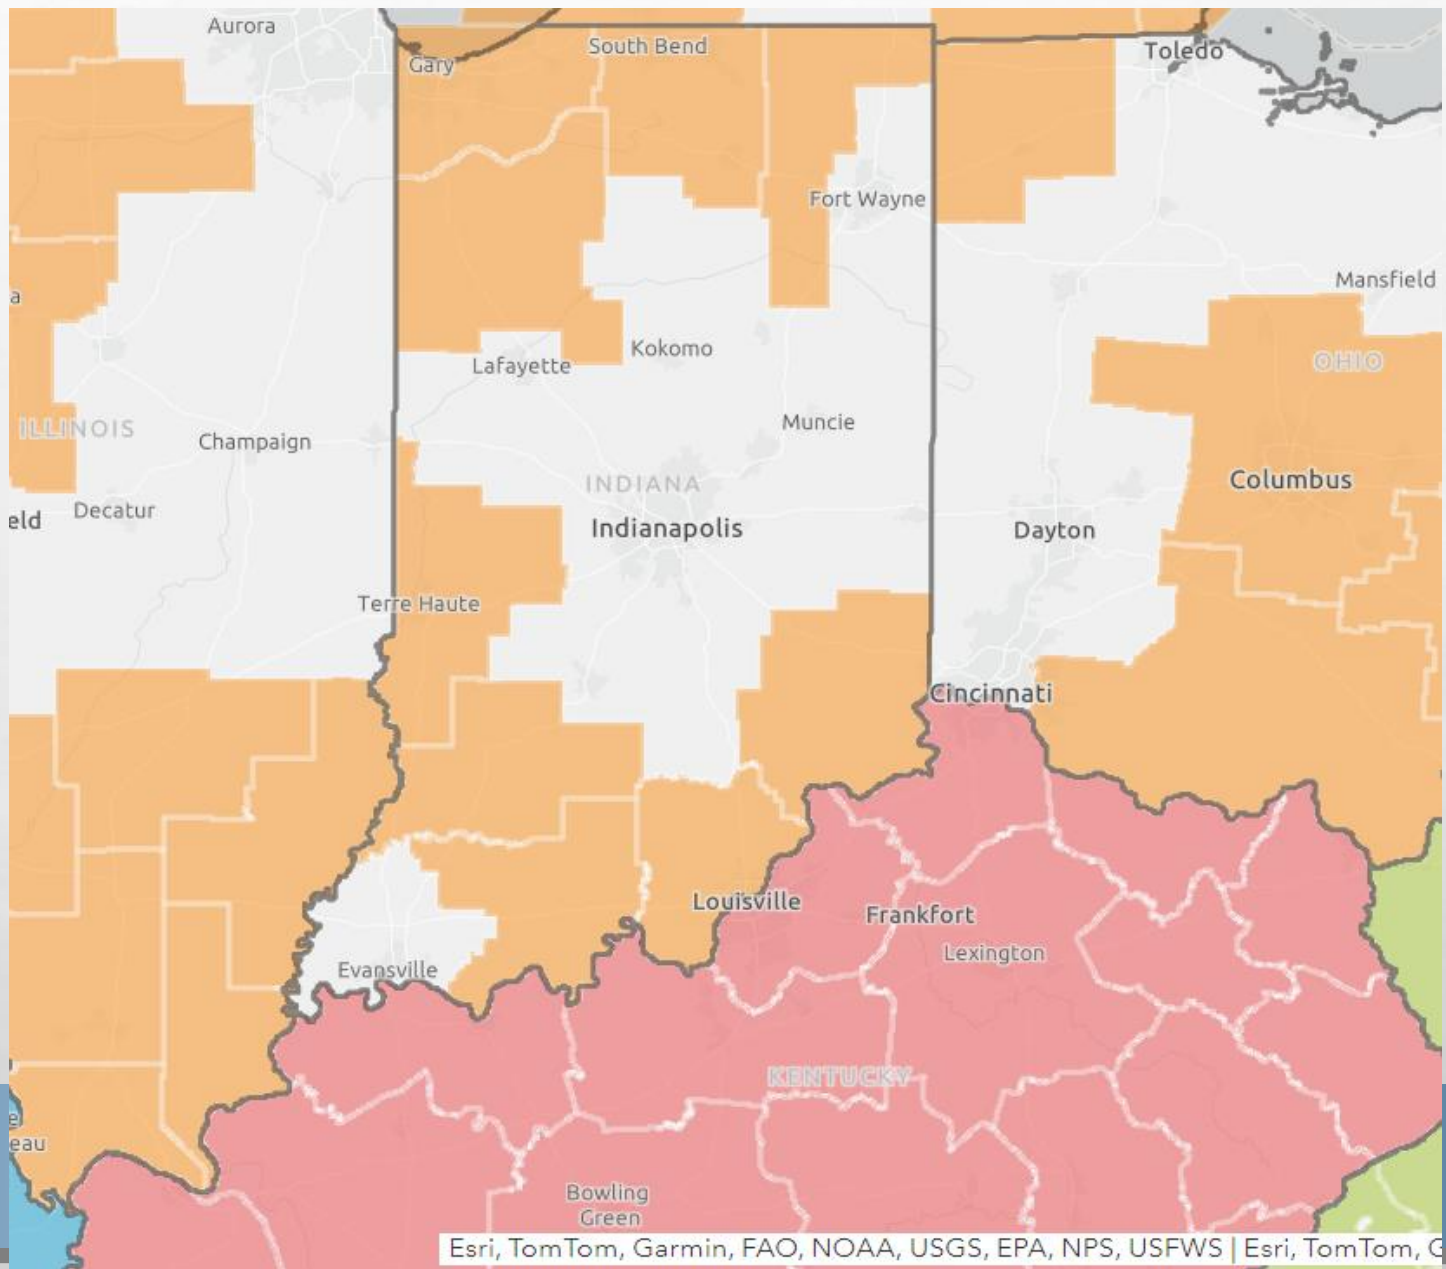 Aurora
South Bend
Gary
Toledo
Fort Wayne
Mansfield
a
Kokomo
Lafayette
OHIO
ILLINOIS
Champaign
Muncie
INDIANA
Columbus
Decatur
eld
Indianapolis
Dayton
Terre Haute
Cincinnati
Louisville
Frankfort
Lexington
Evansville
KENTUCKY
e
eau
Bowling
Green
Esri, TomTom, Garmin, FAO, NOAA, USGS, EPA, NPS, USFWS | Esri, TomTom, G